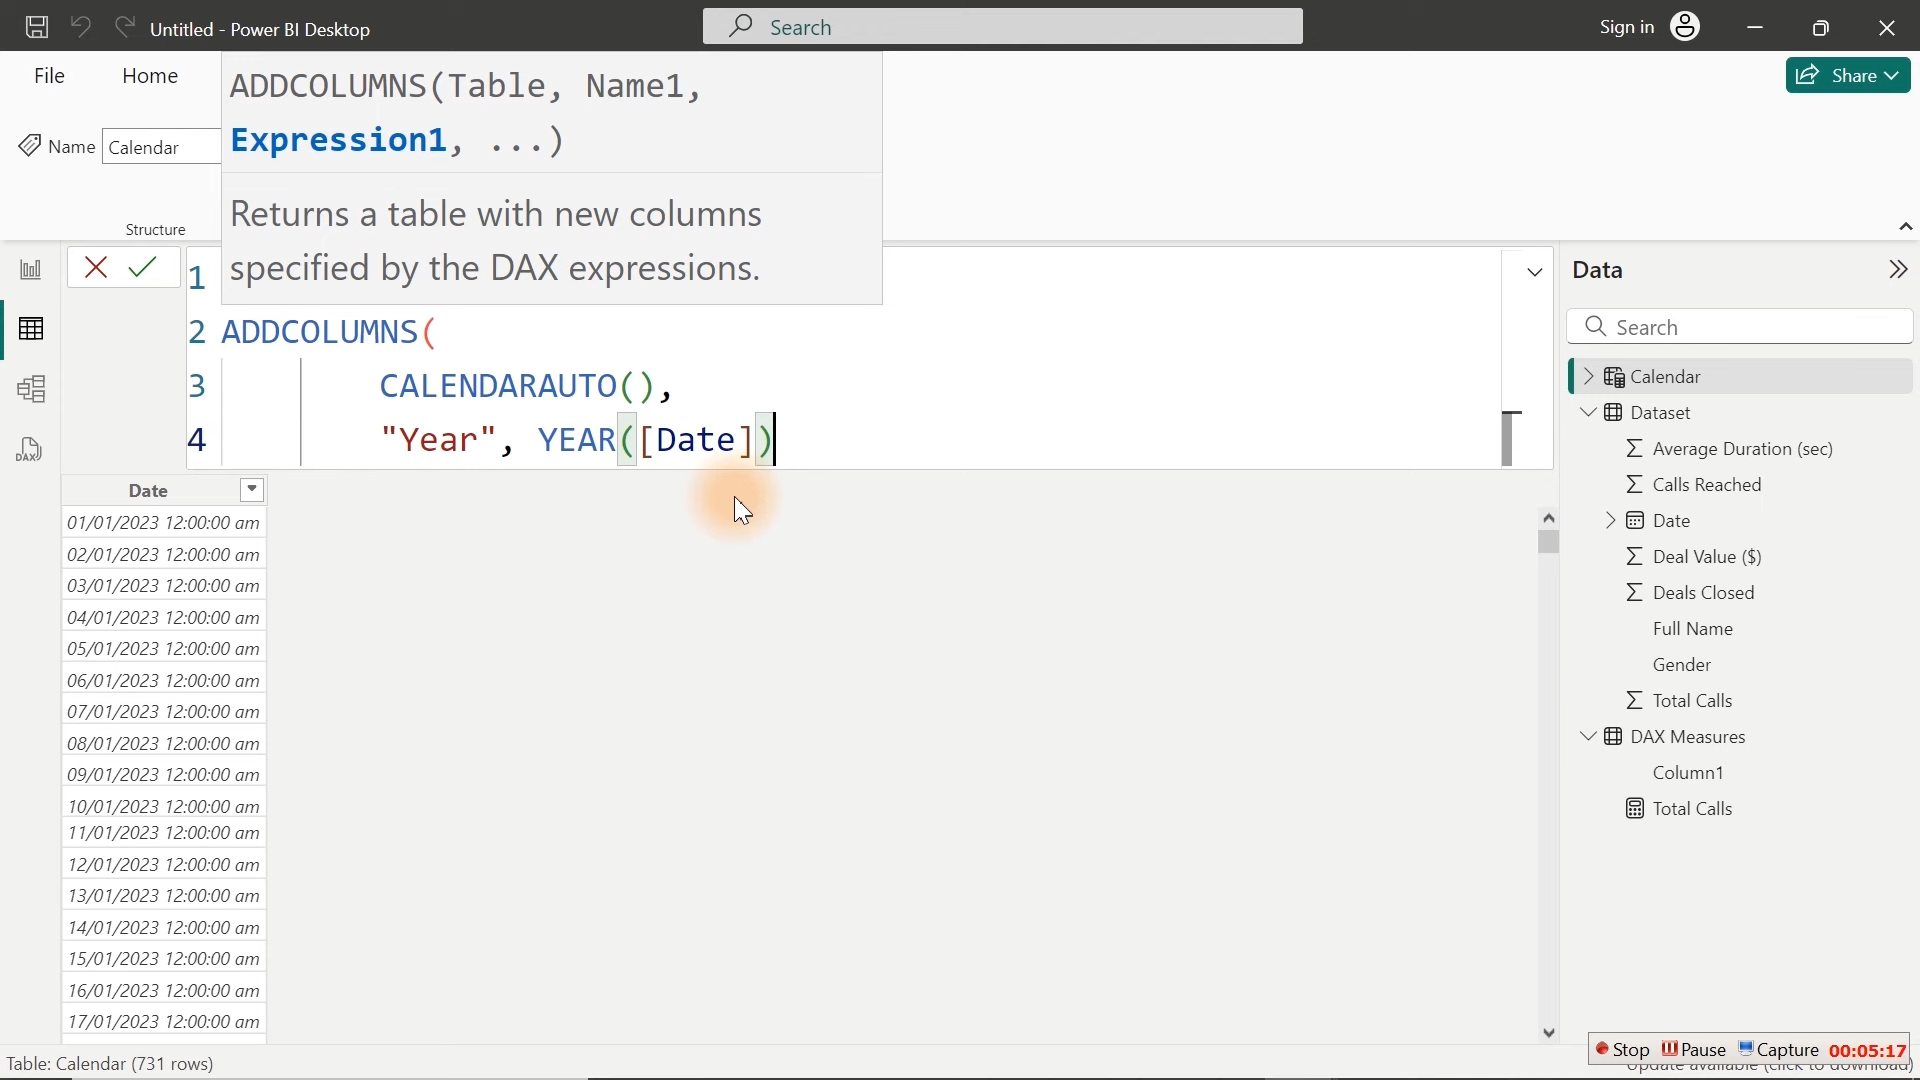 Untitled - Power BI Desktop
Search
Sign in
File
Home
Share
ADDCOLUMNS(Table, Name1,
Expression1, ...)
Returns a table with new columns
specified by the DAX expressions.
Name
Calendar
Structure
1
2 ADDCOLUMNS(
3 CALENDARAUTO(),
4 "Year", YEAR([Date])
Date
01/01/2023 12:00:00 am
02/01/2023 12:00:00 am
03/01/2023 12:00:00 am
04/01/2023 12:00:00 am
05/01/2023 12:00:00 am
06/01/2023 12:00:00 am
07/01/2023 12:00:00 am
08/01/2023 12:00:00 am
09/01/2023 12:00:00 am
10/01/2023 12:00:00 am
11/01/2023 12:00:00 am
12/01/2023 12:00:00 am
13/01/2023 12:00:00 am
14/01/2023 12:00:00 am
15/01/2023 12:00:00 am
16/01/2023 12:00:00 am
17/01/2023 12:00:00 am
Data
Search
Calendar
Dataset
Average Duration (sec)
Calls Reached
Date
Deal Value ($)
Deals Closed
Full Name
Gender
Total Calls
DAX Measures
Column1
Total Calls
DAX
Table: Calendar (731 rows)
Stop Pause Capture 00:05:17
Update available (click to download)